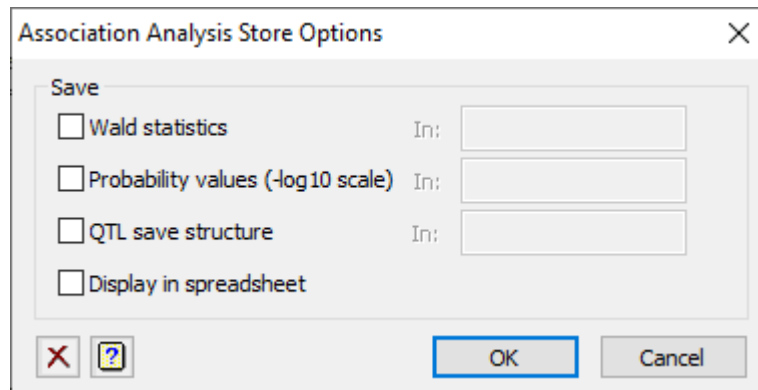 Association Analysis Store Options
Save
Wald statistics In:
Probability values (-log10 scale) In:
QTL save structure In:
Display in spreadsheet
? OK Cancel